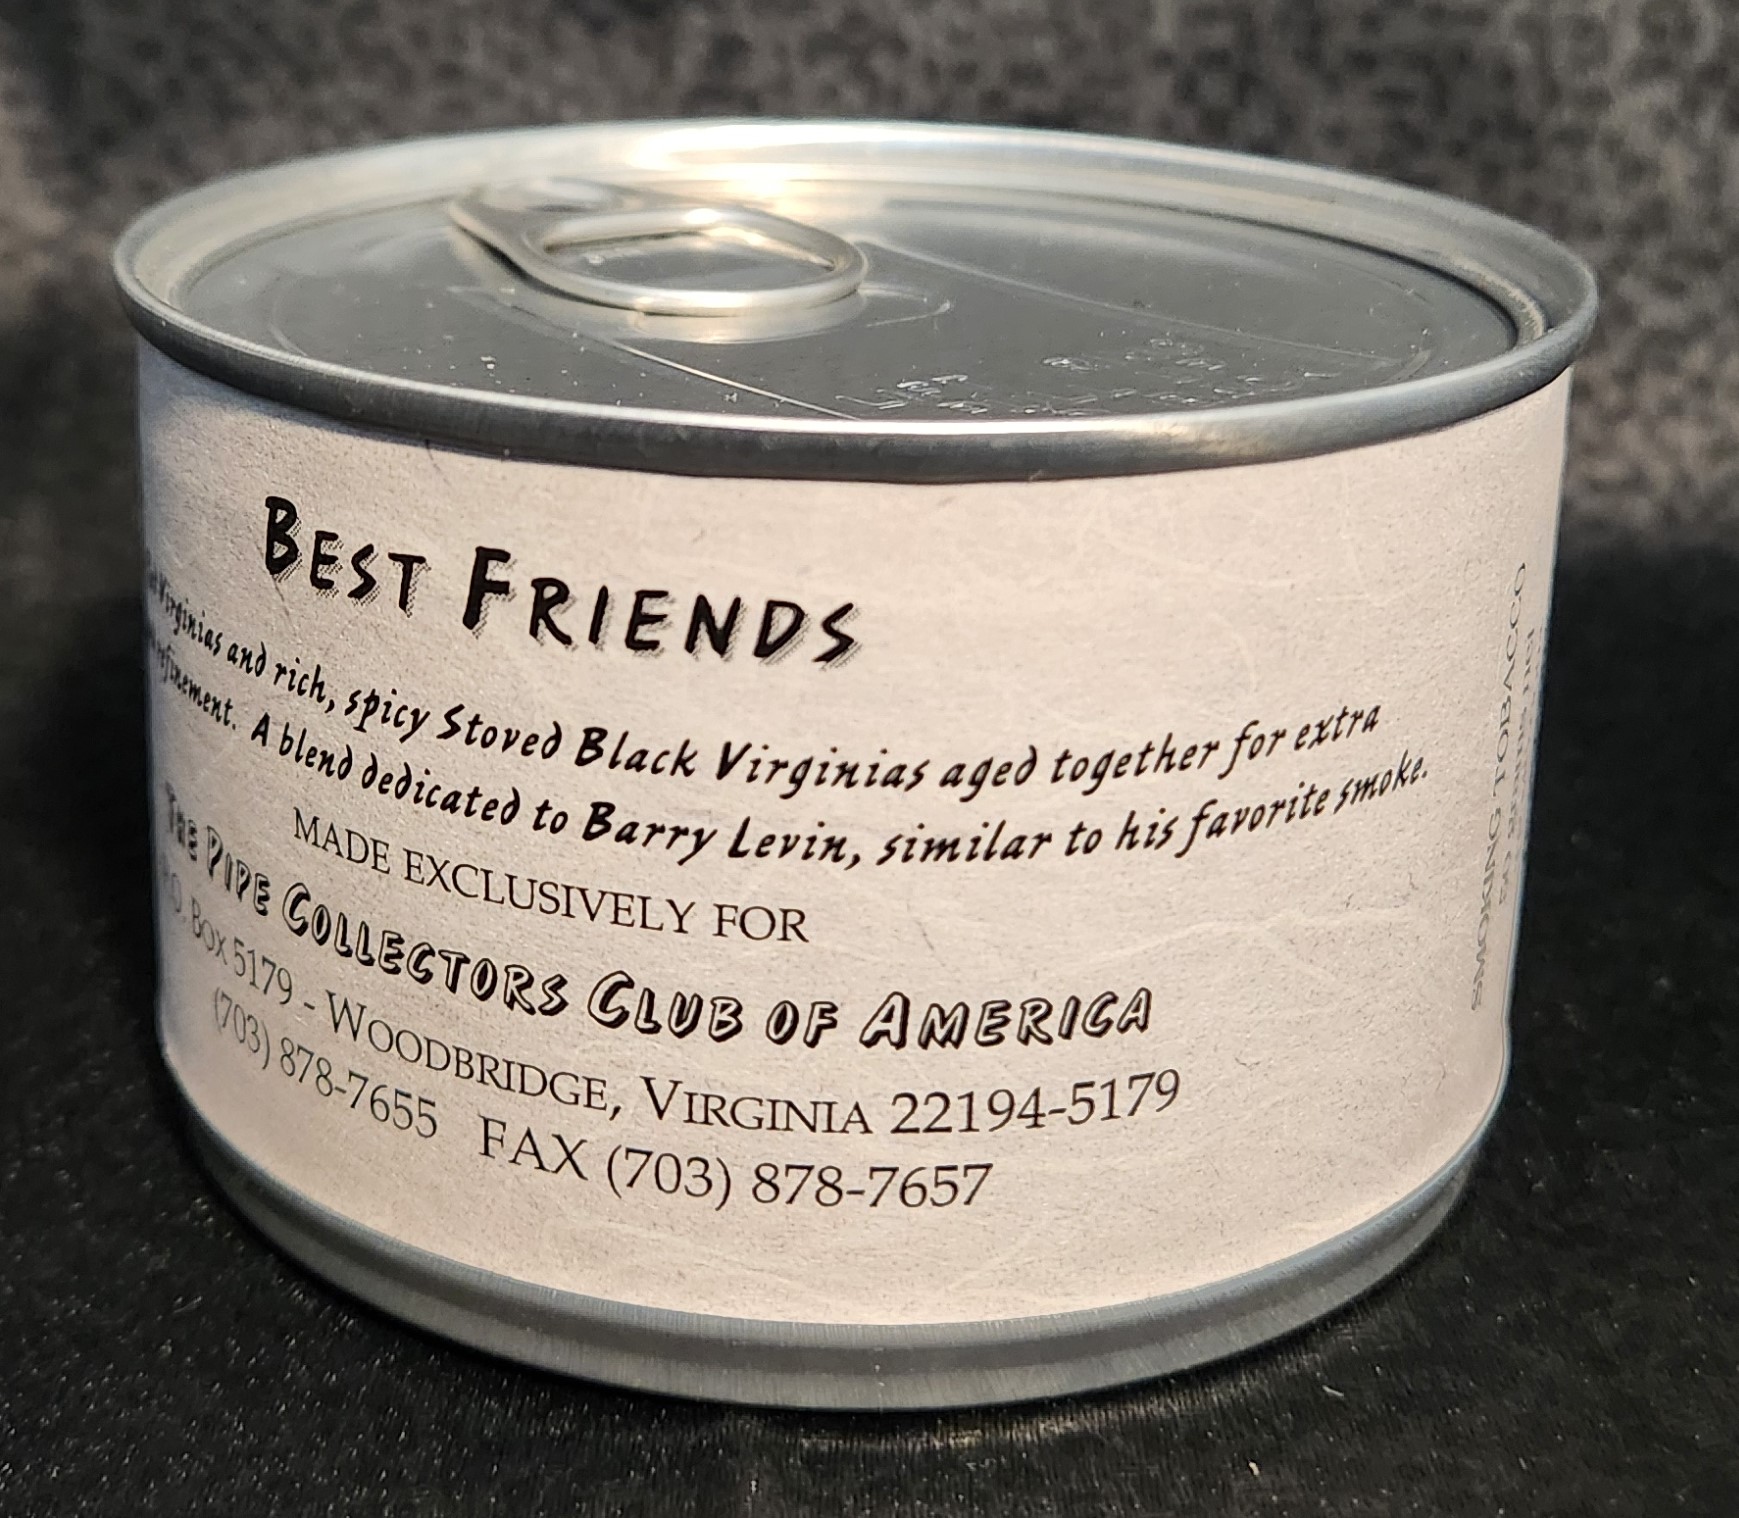 BEST FRIENDS
Virginias and rich, spicy Stoved Black Virginias aged together for extra
refinement. A blend dedicated to Barry Levin, similar to his favorite smoke.
MADE EXCLUSIVELY FOR
THE PIPE COLLECTORS CLUB OF AMERICA
P.O. BOX 5179 - WOODBRIDGE, VIRGINIA 22194-5179
(703) 878-7655 FAX (703) 878-7657
SMOKING TOBACCO